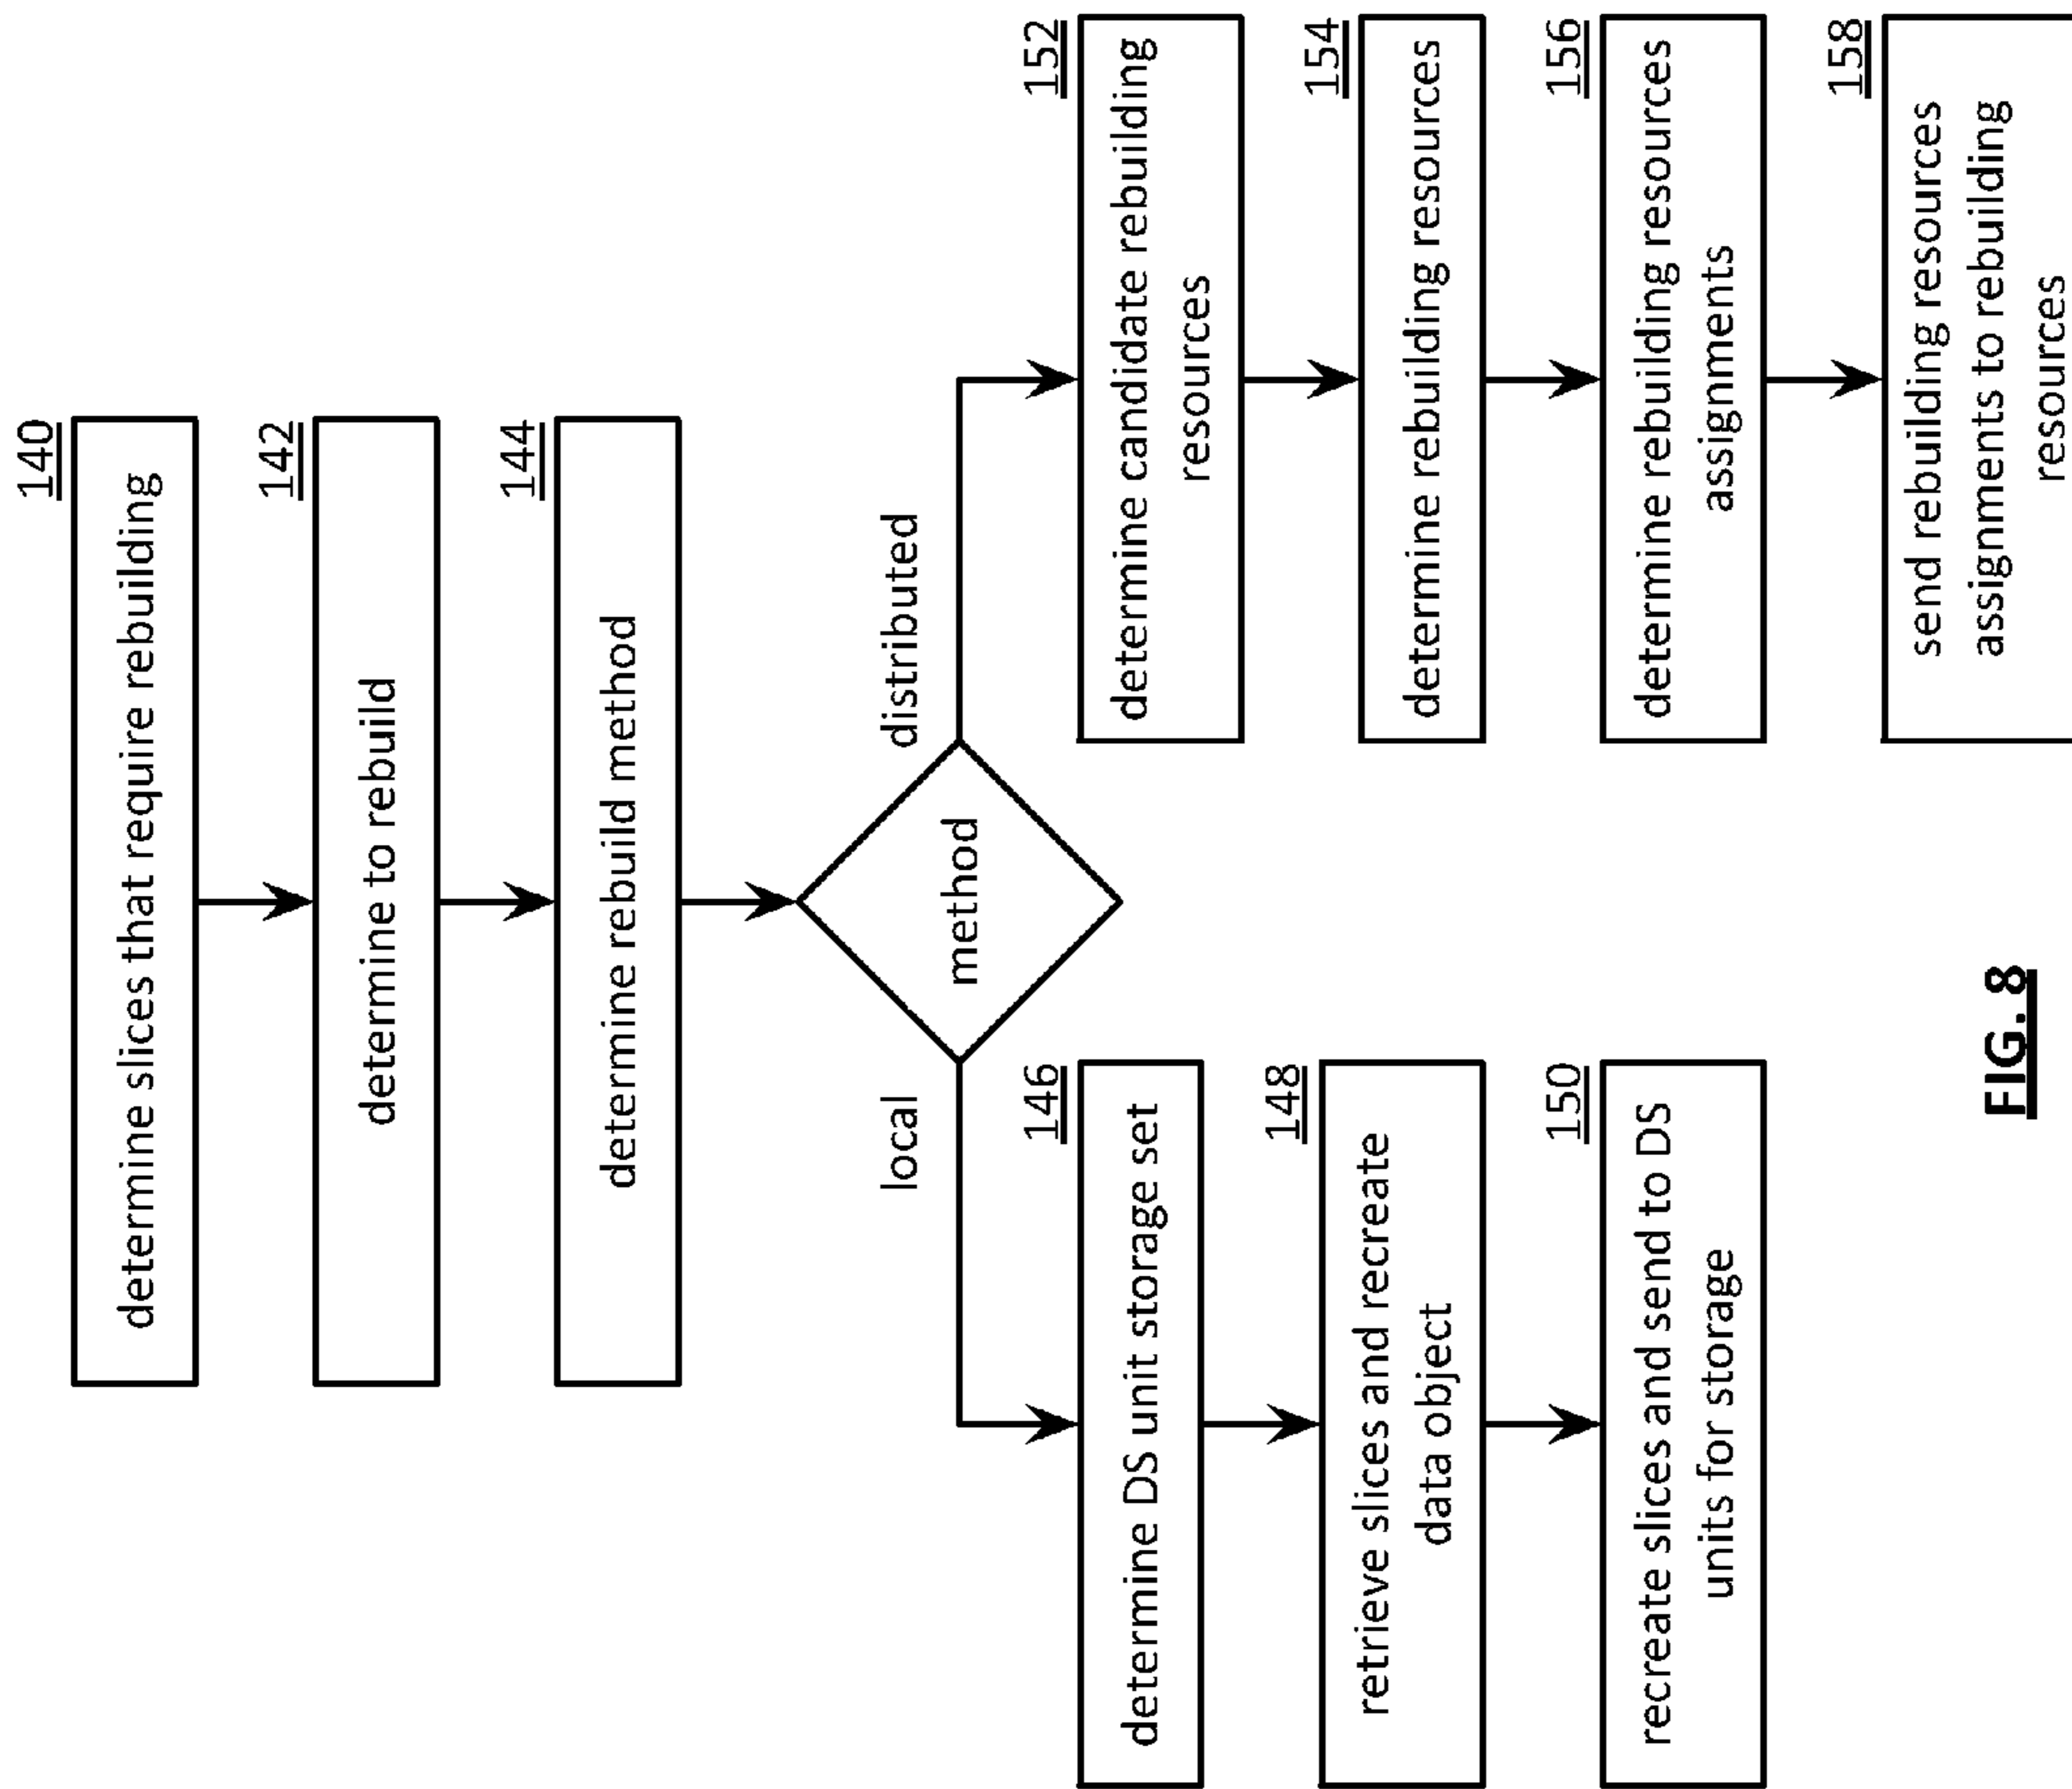 140
determine slices that require rebuilding
142
determine to rebuild
144
determine rebuild method
method
local
distributed
146
determine DS unit storage set
148
retrieve slices and recreate
data object
150
recreate slices and send to DS
units for storage
152
determine candidate rebuilding
resources
154
determine rebuilding resources
156
determine rebuilding resources
assignments
158
send rebuilding resources
assignments to rebuilding
resources
FIG. 8